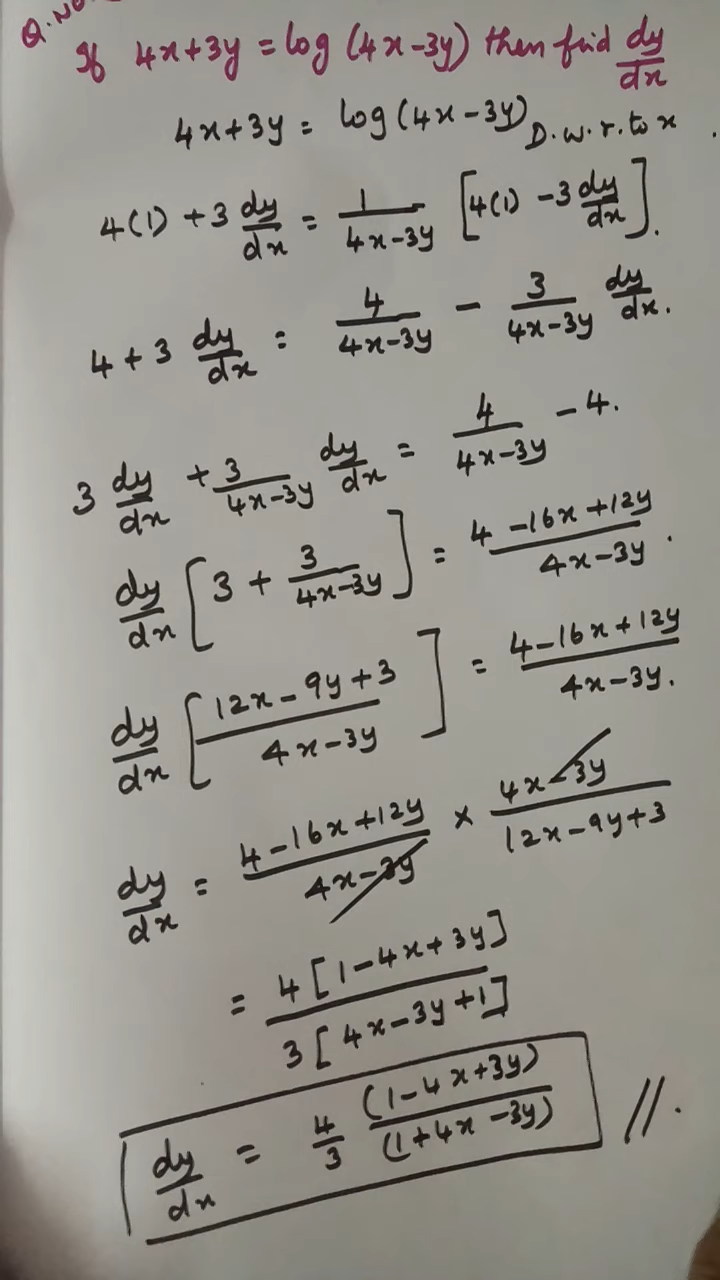 Q.No
If 4x+3y = log (4x-3y) then find dy/dx
4x+3y = log (4x-3y) D.w.r.to x
4(1) + 3 dy/dx = 1/(4x-3y) [4(1) - 3 dy/dx].
4 + 3 dy/dx = 4/(4x-3y) - 3/(4x-3y) dy/dx.
3 dy/dx + 3/(4x-3y) dy/dx = 4/(4x-3y) - 4.
dy/dx [3 + 3/(4x-3y)] = (4-16x+12y)/(4x-3y).
dy/dx [(12x-9y+3)/(4x-3y)] = (4-16x+12y)/(4x-3y).
dy/dx = (4-16x+12y)/(4x-3y) × (4x-3y)/(12x-9y+3)
= 4[1-4x+3y]/3[4x-3y+1]
dy/dx = 4/3 (1-4x+3y)/(1+4x-3y) //.